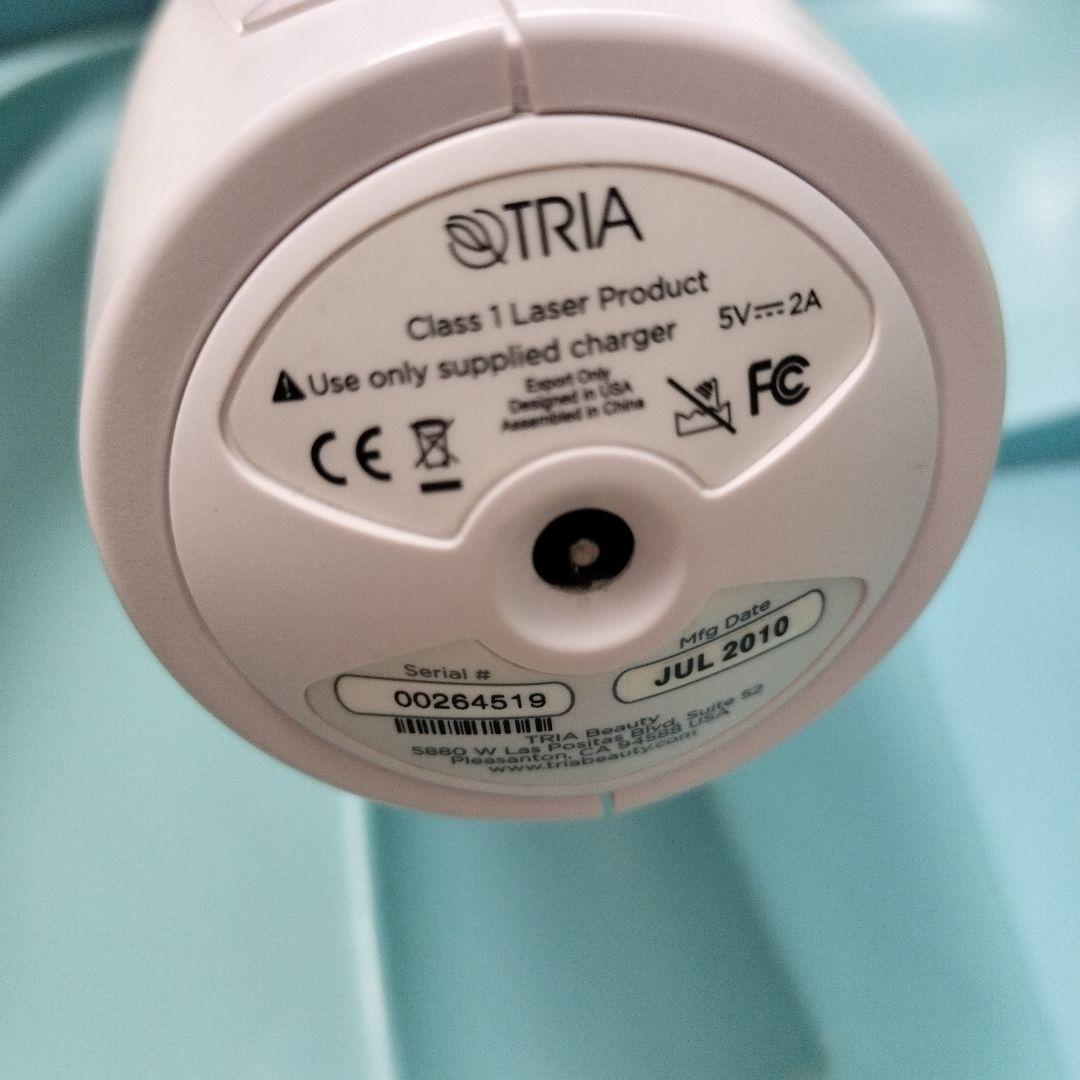 TRIA
Class 1 Laser Product
5V⎓2A
Use only supplied charger
Export Only
Designed in USA
Assembled in China
CE
FC
Serial #
00264519
Mfg Date
JUL 2010
TRIA Beauty
5880 W Las Positas Blvd, Suite 52
Pleasanton, CA 94588 USA
www.triabeauty.com